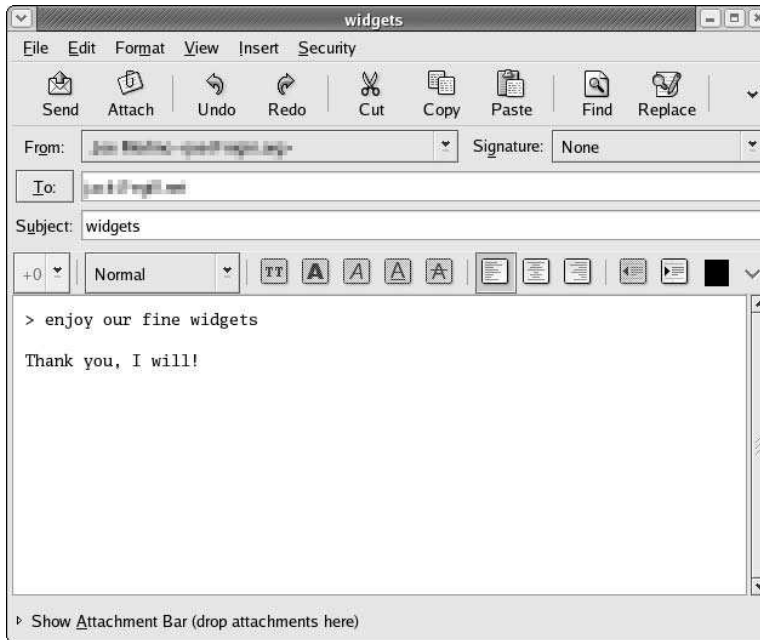 widgets
File Edit Format View Insert Security
Send Attach Undo Redo Cut Copy Paste Find Replace
From: Signature: None
To:
Subject: widgets
+0 Normal TT A A A A
> enjoy our fine widgets
Thank you, I will!
Show Attachment Bar (drop attachments here)